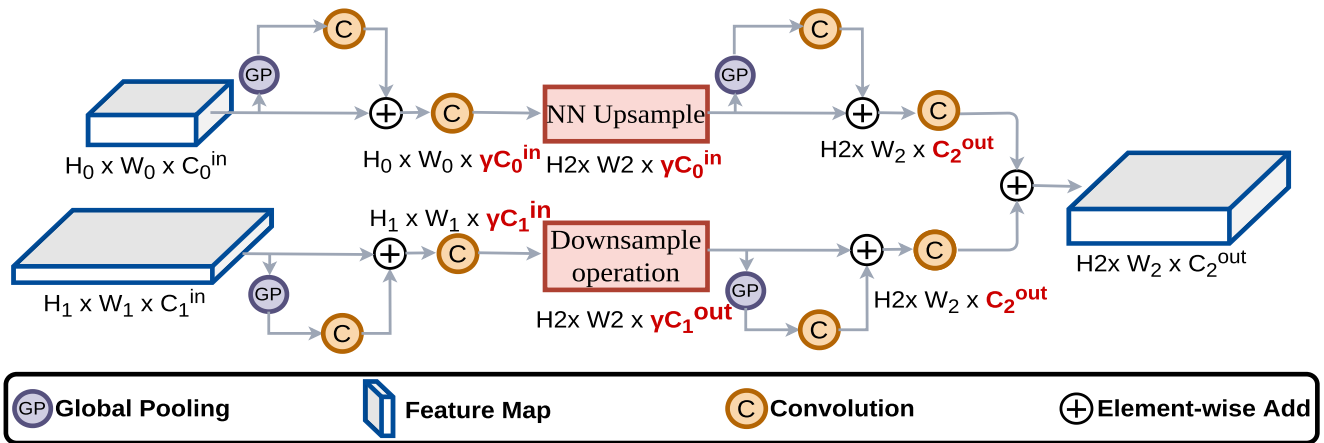 C
C
GP
GP
+
C
NN Upsample
+
C
H₀ x W₀ x C₀ⁱⁿ
H₀ x W₀ x γC₀ⁱⁿ
H2x W2 x γC₀ⁱⁿ
H2x W₂ x C₂ᵒᵘᵗ
+
H₁ x W₁ x γC₁ⁱⁿ
+
C
Downsample
operation
+
C
H2x W₂ x C₂ᵒᵘᵗ
GP
GP
H₁ x W₁ x C₁ⁱⁿ
H2x W2 x γC₁ᵒᵘᵗ
H2x W₂ x C₂ᵒᵘᵗ
C
C
GP Global Pooling
Feature Map
C Convolution
+ Element-wise Add